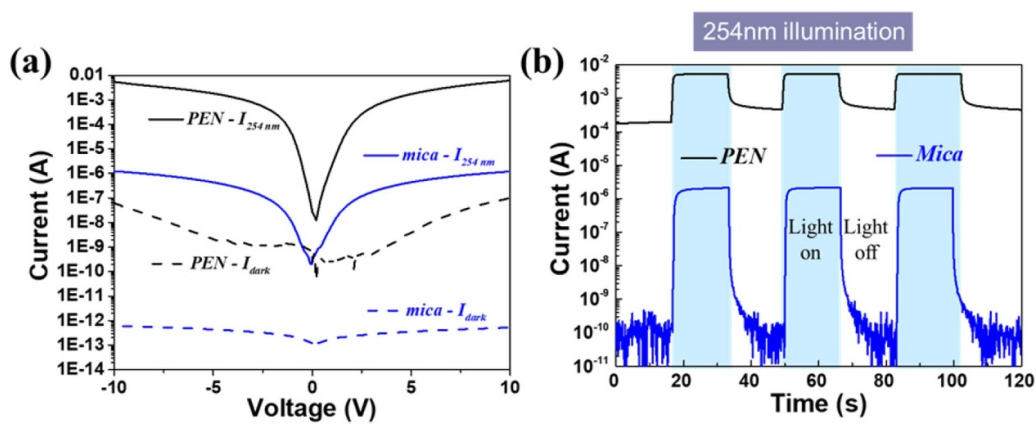 254nm illumination
(a)
0.01
1E-3
1E-4
1E-5
1E-6
1E-7
1E-8
1E-9
1E-10
1E-11
1E-12
1E-13
1E-14
Current (A)
PEN - I254 nm
mica - I254 nm
PEN - Idark
mica - Idark
-10
-5
0
5
10
Voltage (V)
(b)
10-2
10-3
10-4
10-5
10-6
10-7
10-8
10-9
10-10
10-11
Current (A)
PEN
Mica
Light on
Light off
0
20
40
60
80
100
120
Time (s)